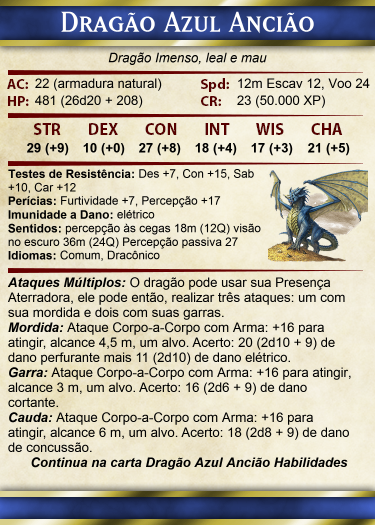 Dragão Azul Ancião
Dragão Imenso, leal e mau
AC: 22 (armadura natural) Spd: 12m Escav 12, Voo 24
HP: 481 (26d20 + 208) CR: 23 (50.000 XP)
STR DEX CON INT WIS CHA
29 (+9) 10 (+0) 27 (+8) 18 (+4) 17 (+3) 21 (+5)
Testes de Resistência: Des +7, Con +15, Sab
+10, Car +12
Perícias: Furtividade +7, Percepção +17
Imunidade a Dano: elétrico
Sentidos: percepção às cegas 18m (12Q) visão
no escuro 36m (24Q) Percepção passiva 27
Idiomas: Comum, Dracônico
Ataques Múltiplos: O dragão pode usar sua Presença
Aterradora, ele pode então, realizar três ataques: um com
sua mordida e dois com suas garras.
Mordida: Ataque Corpo-a-Corpo com Arma: +16 para
atingir, alcance 4,5 m, um alvo. Acerto: 20 (2d10 + 9) de
dano perfurante mais 11 (2d10) de dano elétrico.
Garra: Ataque Corpo-a-Corpo com Arma: +16 para atingir,
alcance 3 m, um alvo. Acerto: 16 (2d6 + 9) de dano
cortante.
Cauda: Ataque Corpo-a-Corpo com Arma: +16 para
atingir, alcance 6 m, um alvo. Acerto: 18 (2d8 + 9) de dano
de concussão.
Continua na carta Dragão Azul Ancião Habilidades